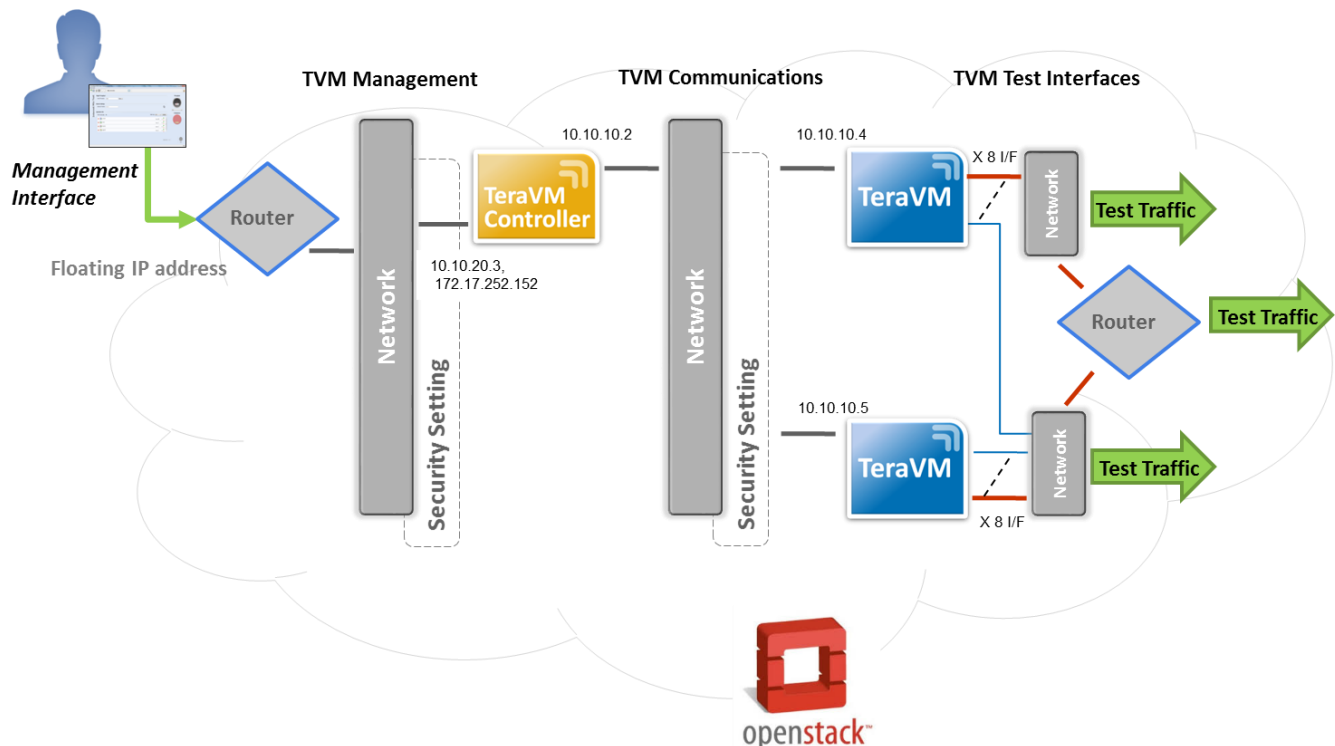 TVM Management
TVM Communications
TVM Test Interfaces
Management
Interface
Router
Floating IP address
Network
Security Setting
TeraVM
Controller
10.10.20.3,
172.17.252.152
10.10.10.2
Network
Security Setting
10.10.10.4
TeraVM
X 8 I/F
Network
Test Traffic
Router
Test Traffic
10.10.10.5
TeraVM
X 8 I/F
Network
Test Traffic
openstack™